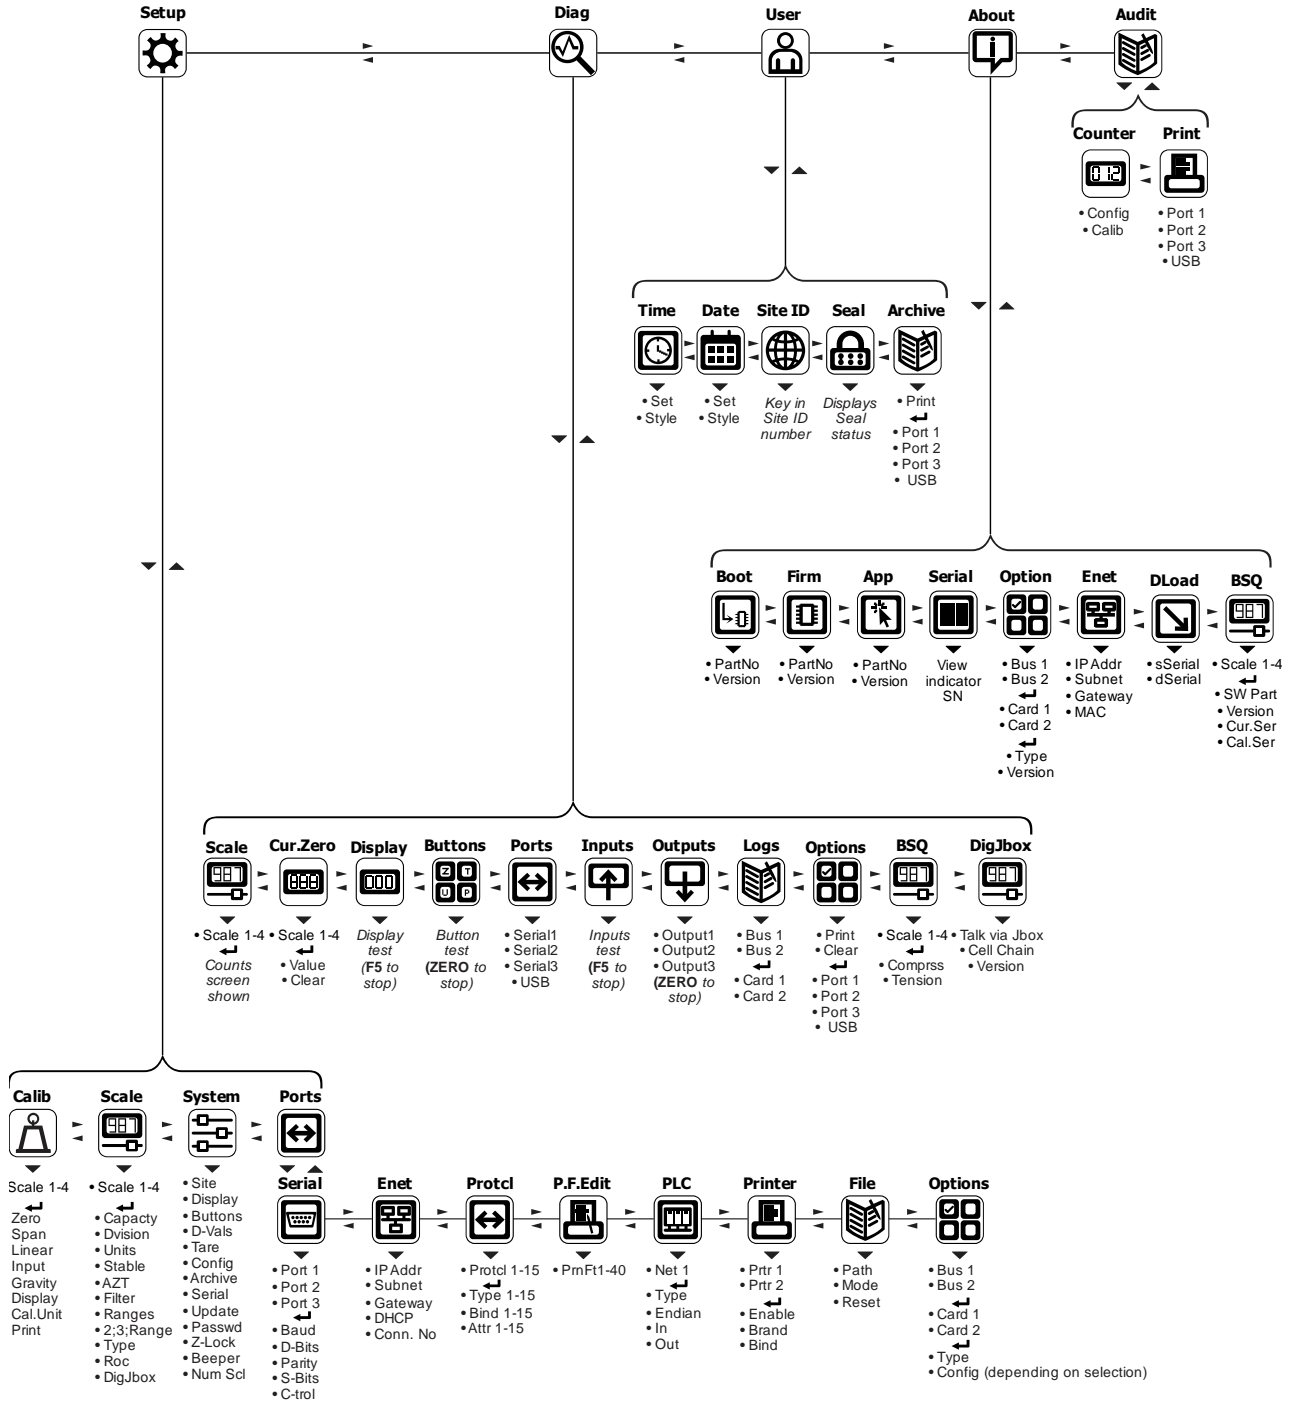 Setup
Diag
User
About
Audit
Counter
Print
012
• Config
• Calib
• Port 1
• Port 2
• Port 3
• USB
Time
Date
Site ID
Seal
Archive
• Set
• Style
• Set
• Style
Key in
Site ID
number
Displays
Seal
status
• Print
• Port 1
• Port 2
• Port 3
• USB
Boot
Firm
App
Serial
Option
Enet
DLoad
BSQ
987
• PartNo
• Version
• PartNo
• Version
• PartNo
• Version
View
indicator
SN
• Bus 1
• Bus 2
• Card 1
• Card 2
• Type
• Version
• IP Addr
• Subnet
• Gateway
• MAC
• sSerial
• dSerial
• Scale 1-4
• SW Part
• Version
• Cur.Ser
• Cal.Ser
Scale
Cur.Zero
Display
Buttons
Ports
Inputs
Outputs
Logs
Options
BSQ
DigJbox
987
888
000
Z T
U P
987
987
• Scale 1-4
Counts
screen
shown
• Scale 1-4
• Value
• Clear
Display
test
(F5 to
stop)
Button
test
(ZERO to
stop)
• Serial1
• Serial2
• Serial3
• USB
Inputs
test
(F5 to
stop)
• Output1
• Output2
• Output3
(ZERO to
stop)
• Bus 1
• Bus 2
• Card 1
• Card 2
• Print
• Clear
• Port 1
• Port 2
• Port 3
• USB
• Scale 1-4
• Comprss
• Tension
• Talk via Jbox
• Cell Chain
• Version
Calib
Scale
System
Ports
987
Scale 1-4
Zero
Span
Linear
Input
Gravity
Display
Cal.Unit
Print
• Scale 1-4
• Capacty
• Dvision
• Units
• Stable
• AZT
• Filter
• Ranges
• 2;3;Range
• Type
• Roc
• DigJbox
• Site
• Display
• Buttons
• D-Vals
• Tare
• Config
• Archive
• Serial
• Update
• Passwd
• Z-Lock
• Beeper
• Num Scl
Serial
Enet
Protcl
P.F.Edit
PLC
Printer
File
Options
• Port 1
• Port 2
• Port 3
• Baud
• D-Bits
• Parity
• S-Bits
• C-trol
• IP Addr
• Subnet
• Gateway
• DHCP
• Conn. No
• Protcl 1-15
• Type 1-15
• Bind 1-15
• Attr 1-15
• PrnFt1-40
• Net 1
• Type
• Endian
• In
• Out
• Prtr 1
• Prtr 2
• Enable
• Brand
• Bind
• Path
• Mode
• Reset
• Bus 1
• Bus 2
• Card 1
• Card 2
• Type
• Config (depending on selection)